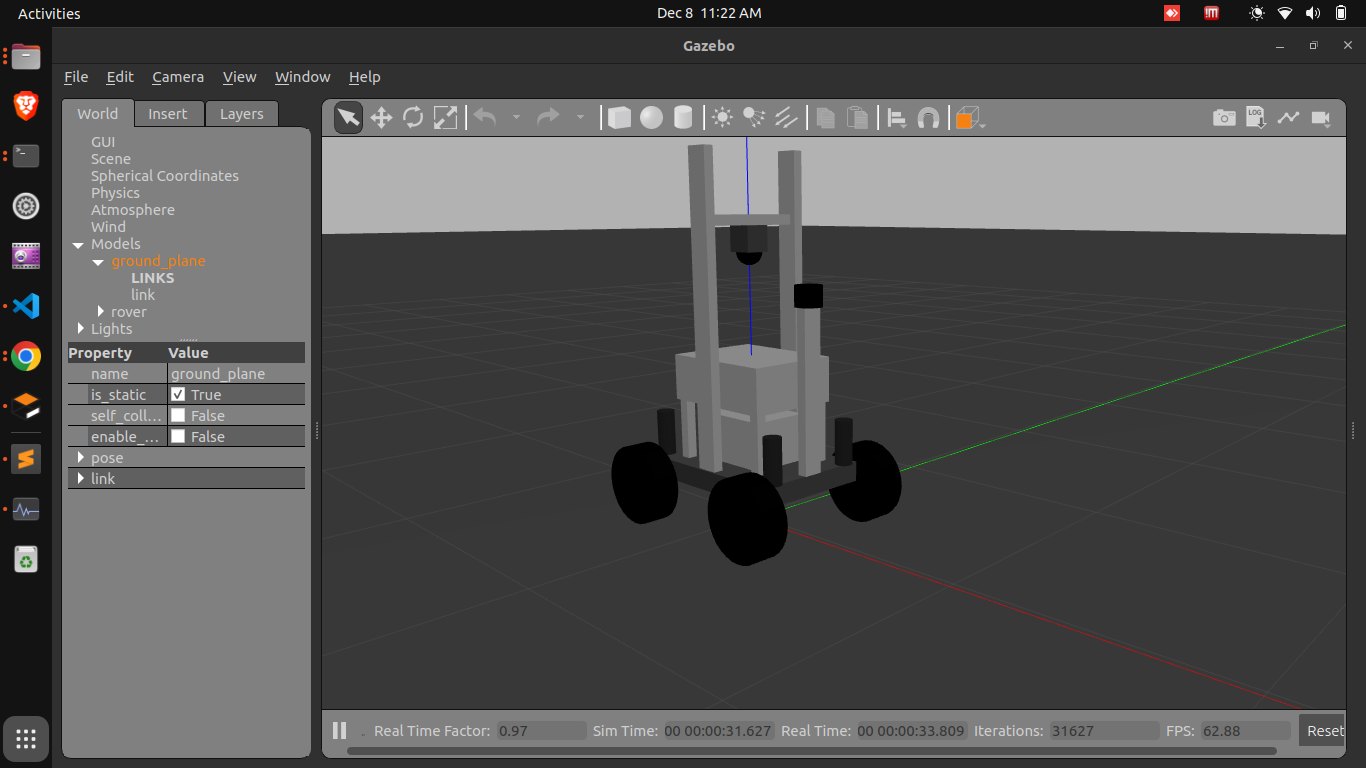 Activities
Dec 8 11:22 AM
Gazebo
File Edit Camera View Window Help
World Insert Layers
LOG
GUI
Scene
Spherical Coordinates
Physics
Atmosphere
Wind
Models
ground_plane
LINKS
link
rover
Lights
Property Value
name ground_plane
is_static True
self_coll... False
enable_... False
pose
link
Real Time Factor: 0.97 Sim Time: 00 00:00:31.627 Real Time: 00 00:00:33.809 Iterations: 31627 FPS: 62.88 Reset